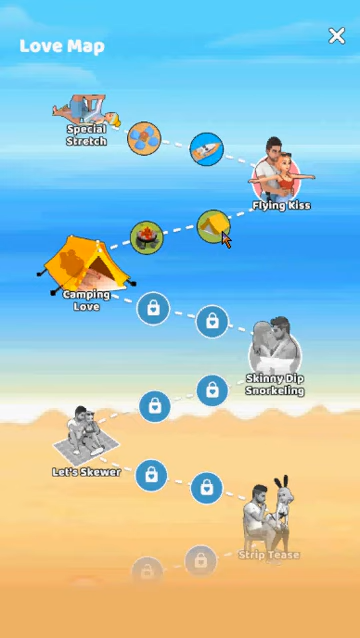 Love Map
Special
Stretch
Flying Kiss
Camping
Love
Skinny Dip
Snorkeling
Let's Skewer
Strip Tease